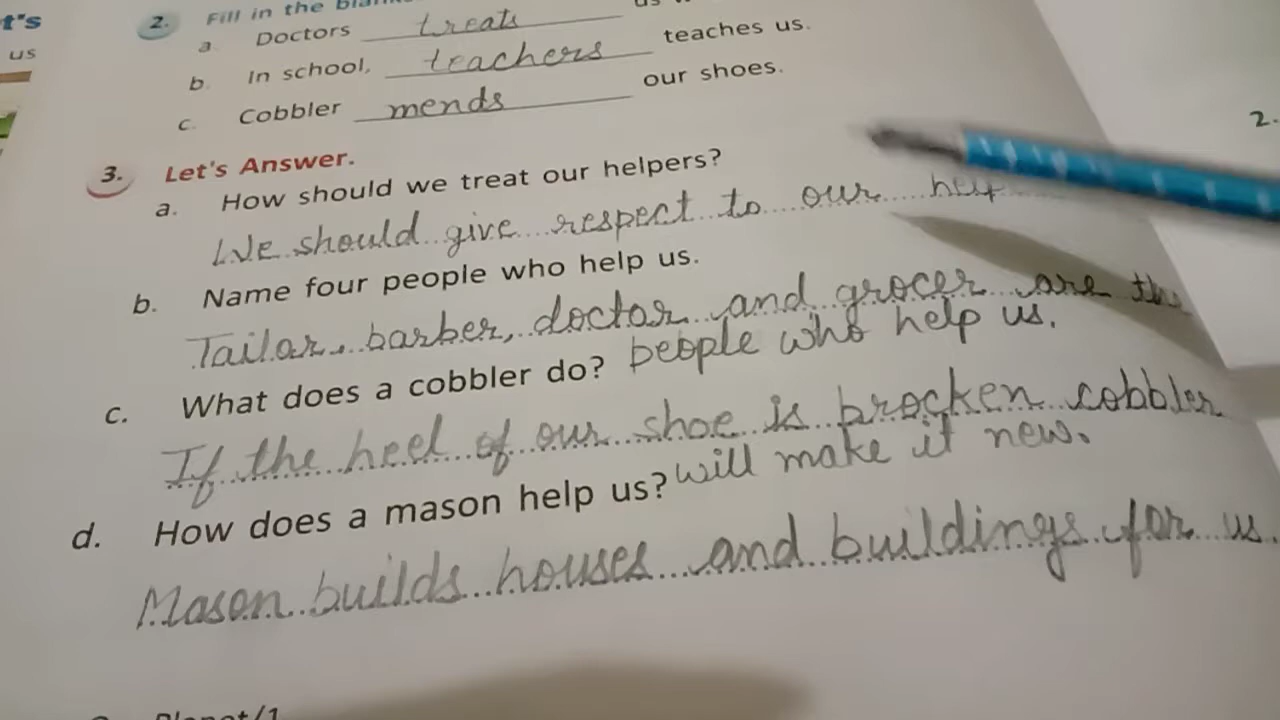 t's
us
2. Fill in the
a. Doctors treats us
b. In school, teachers teaches us.
c. Cobbler mends our shoes.
3. Let's Answer.
a. How should we treat our helpers?
We should give respect to our
b. Name four people who help us.
Tailor, barber, doctor and grocer are the
people who help us.
c. What does a cobbler do?
If the heel of our shoe is brocken cobbler
will make it new.
d. How does a mason help us?
Mason builds houses and buildings for us.
2.